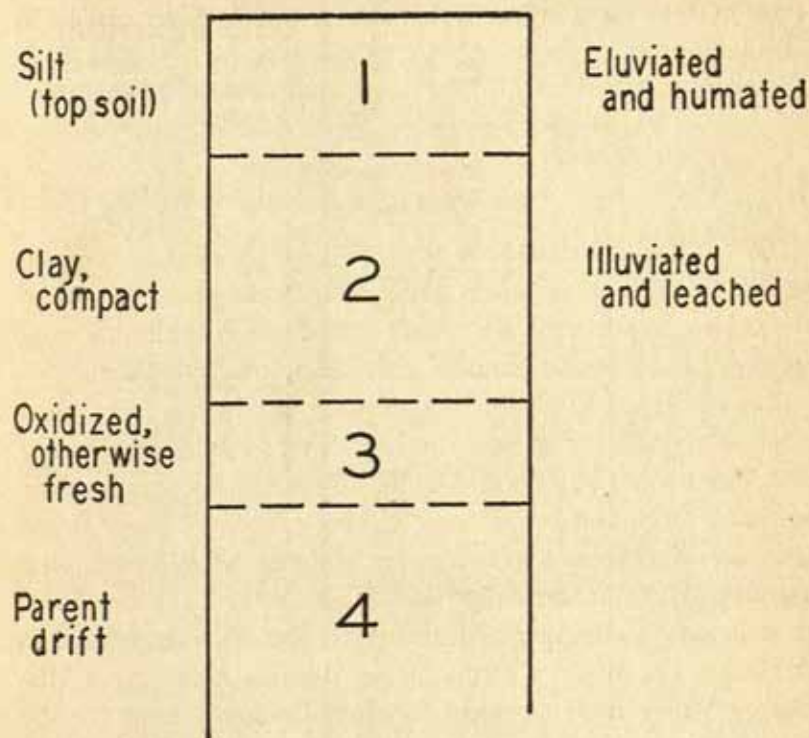 Silt
(top soil)
1
Eluviated
and humated
Clay,
compact
2
Illuviated
and leached
Oxidized,
otherwise
fresh
3
Parent
drift
4